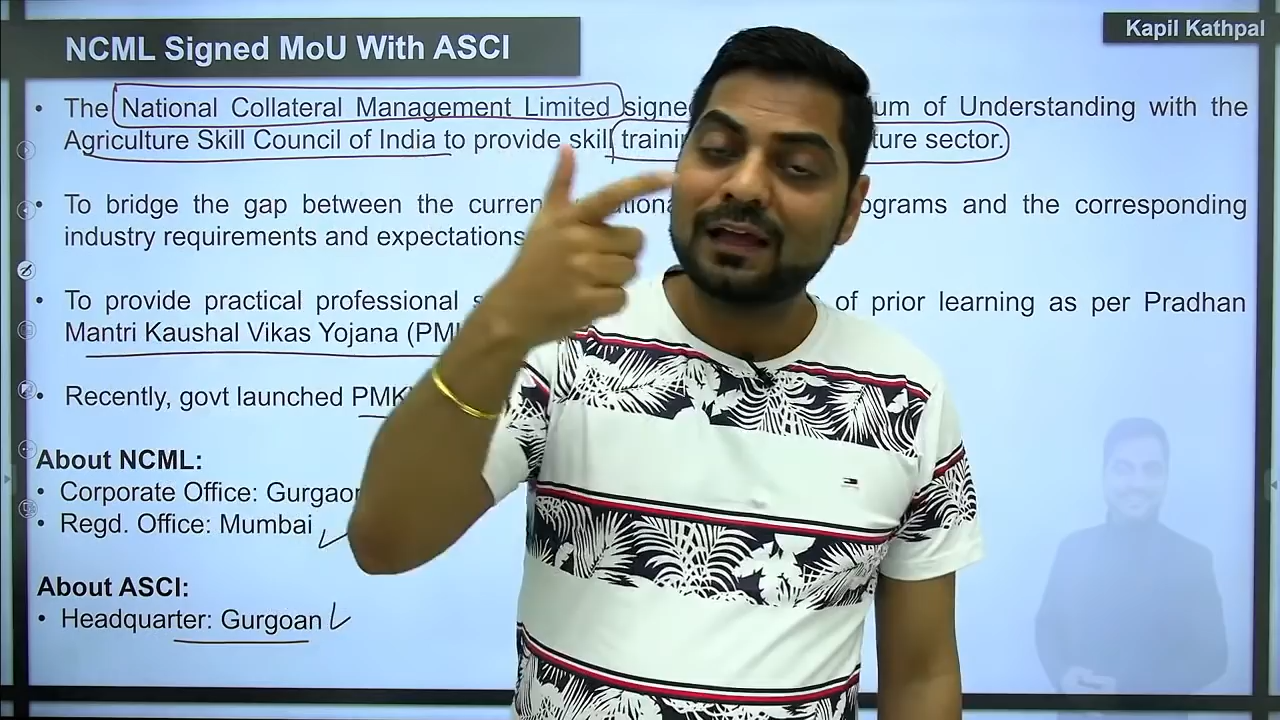 NCML Signed MoU With ASCI
Kapil Kathpal
• The National Collateral Management Limited signe um of Understanding with the
Agriculture Skill Council of India to provide skill traini ture sector.
• To bridge the gap between the curren tiona ograms and the corresponding
industry requirements and expectations
• To provide practical professional s of prior learning as per Pradhan
Mantri Kaushal Vikas Yojana (PM
• Recently, govt launched PMK
About NCML:
• Corporate Office: Gurgaon
• Regd. Office: Mumbai
About ASCI:
• Headquarter: Gurgoan